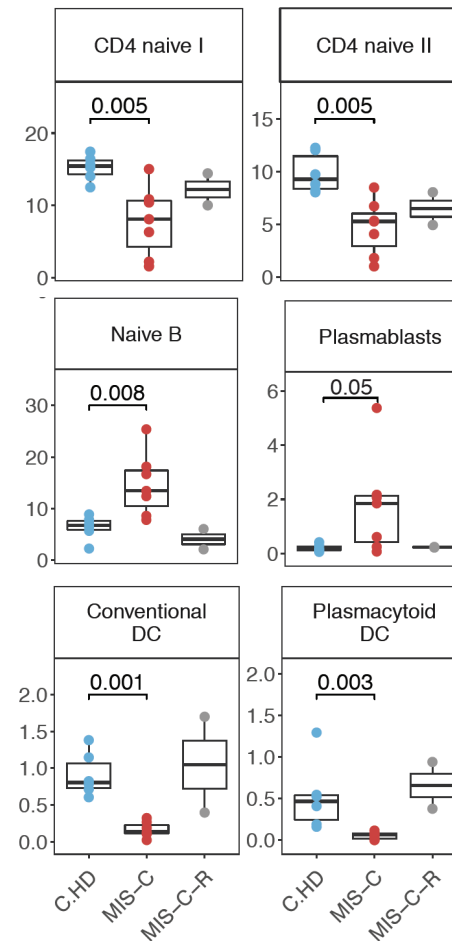 CD4 naive I
CD4 naive II
0.005
0.005
20
10
0
15
10
5
0
Naive B
Plasmablasts
0.008
0.05
30
20
10
0
6
4
2
0
Conventional
DC
Plasmacytoid
DC
0.001
0.003
2.0
1.5
1.0
0.5
0.0
2.0
1.5
1.0
0.5
0.0
C.HD
MIS-C
MIS-C-R
C.HD
MIS-C
MIS-C-R